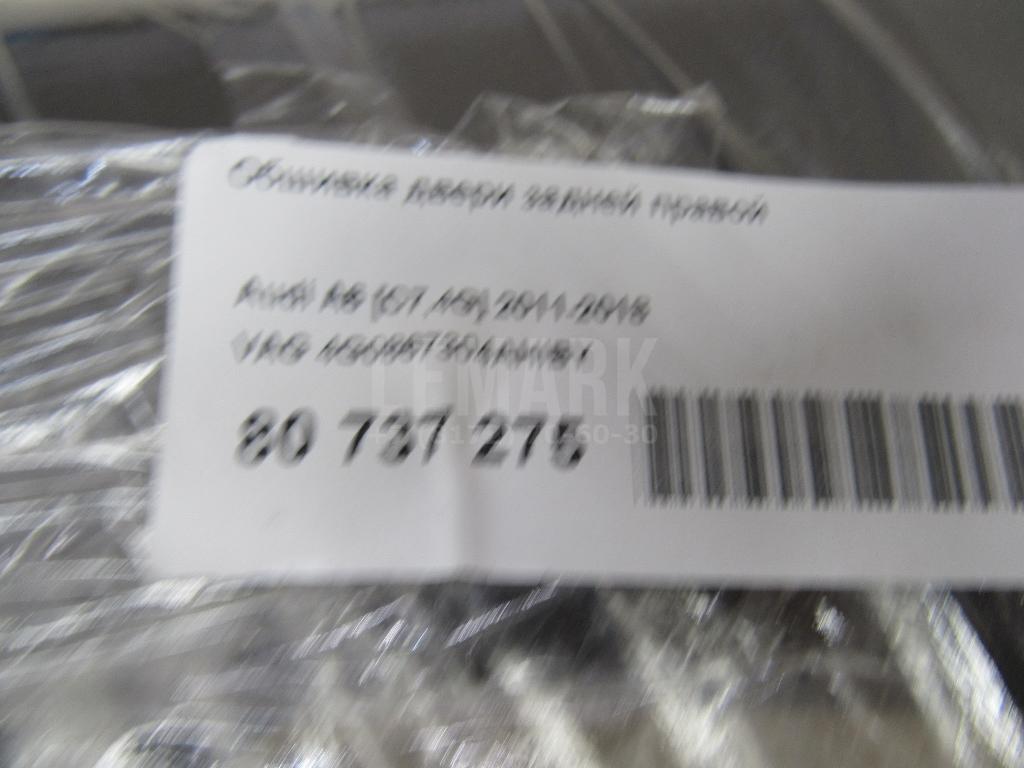 Обшивка двери задней правой
Audi A6 [C7,4G] 2011-2018
VAG
80 737 275
LEMARK